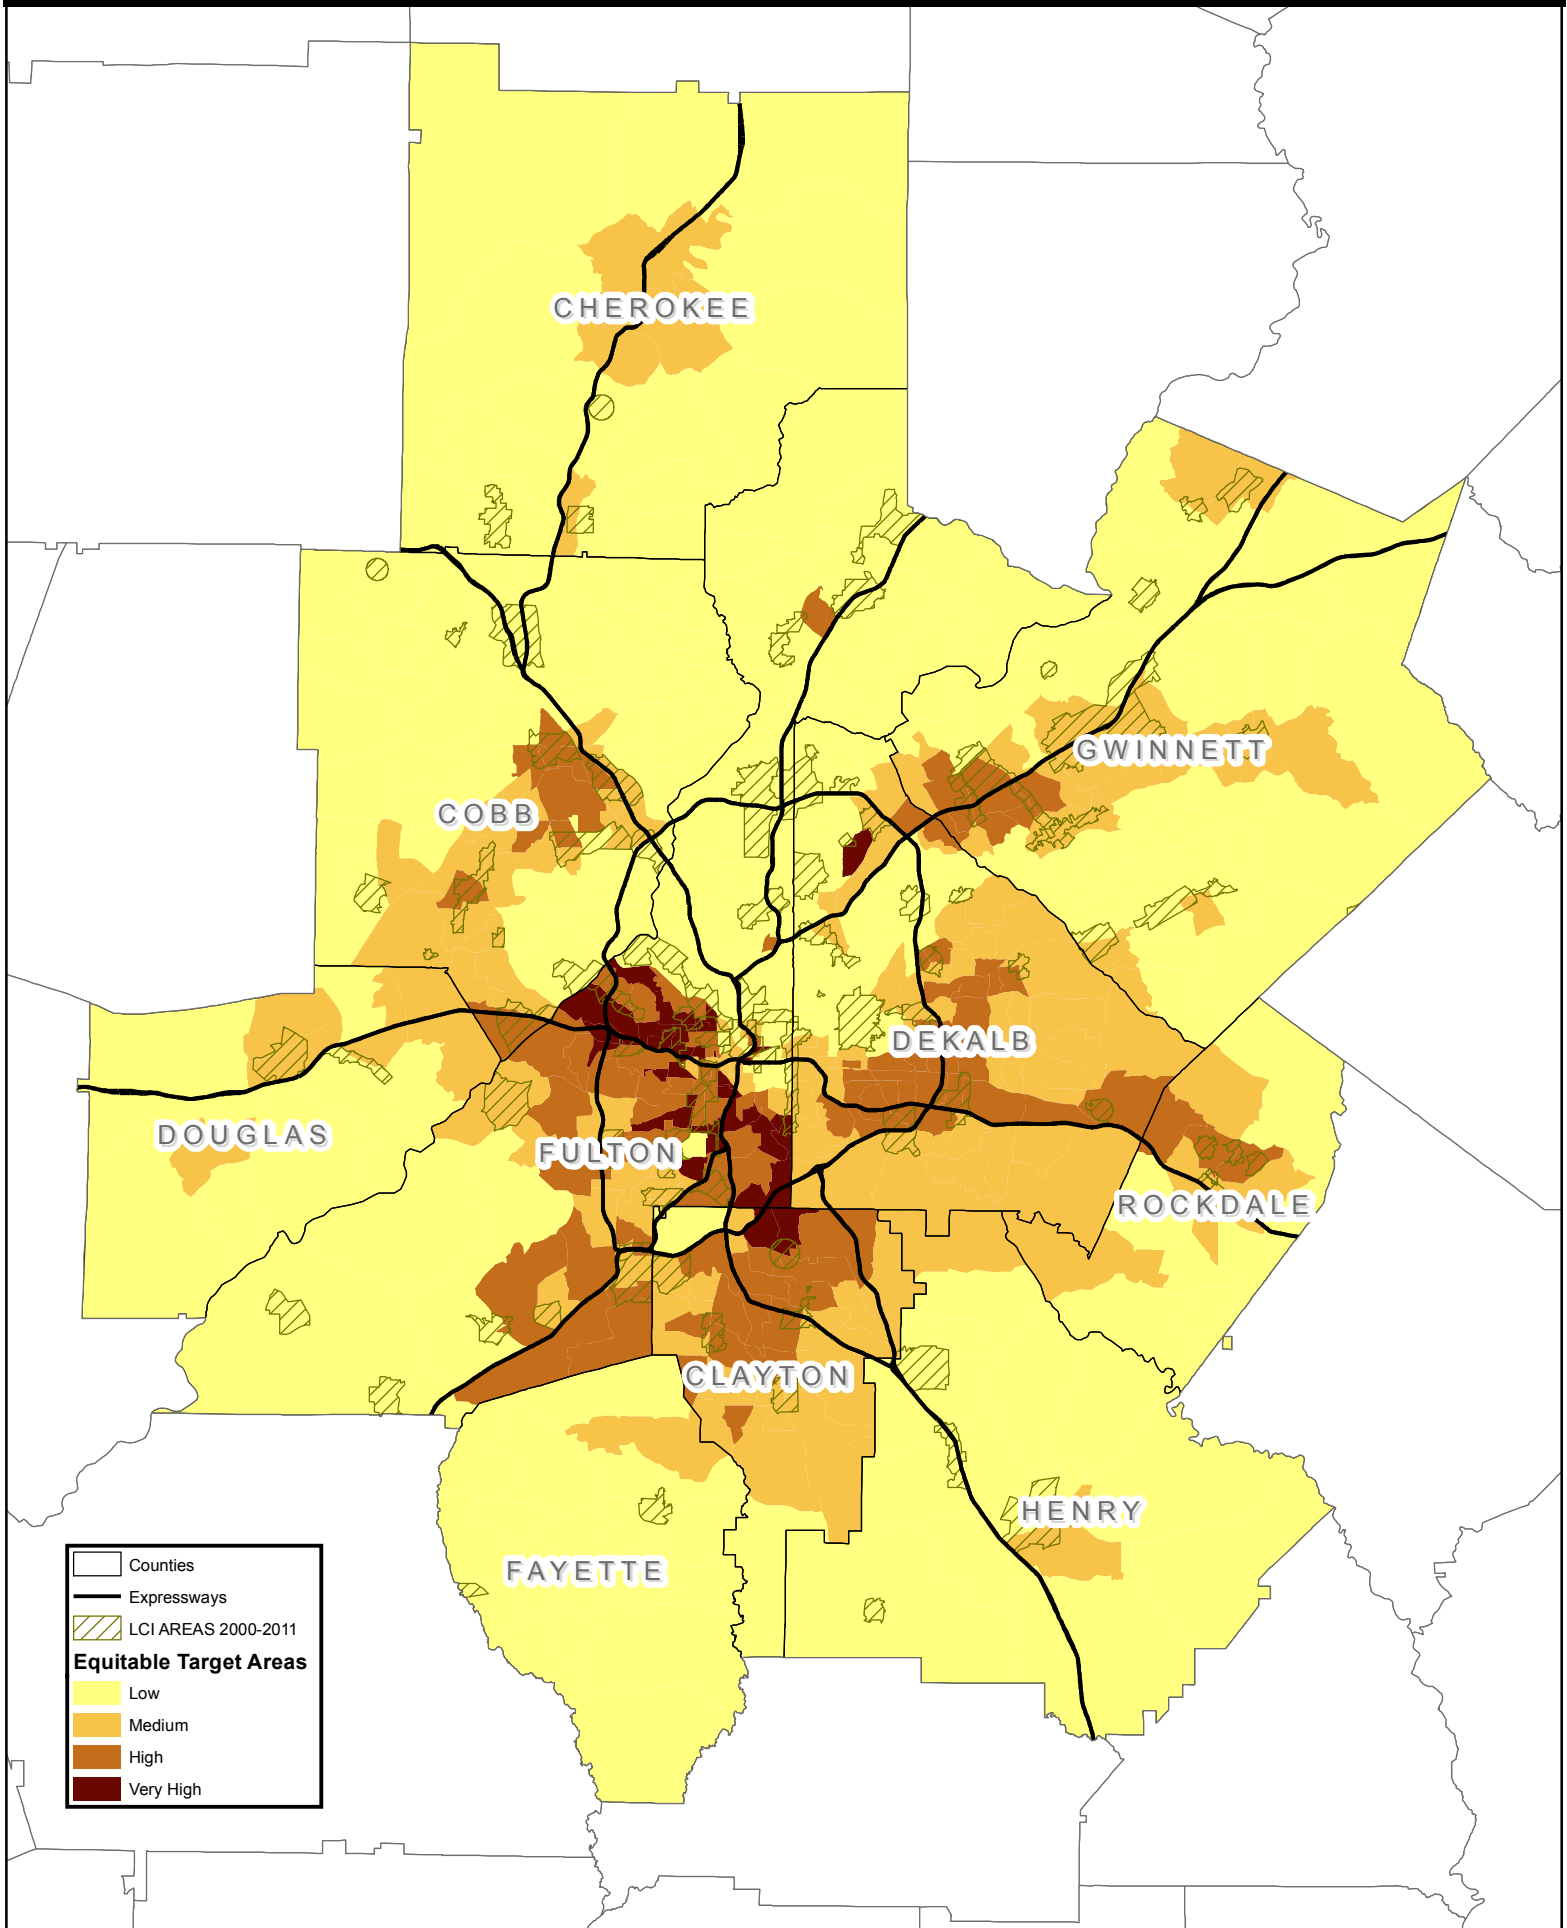 CHEROKEE
GWINNETT
COBB
DEKALB
DOUGLAS
FULTON
ROCKDALE
CLAYTON
HENRY
FAYETTE
Counties
Expressways
LCI AREAS 2000-2011
Equitable Target Areas
Low
Medium
High
Very High